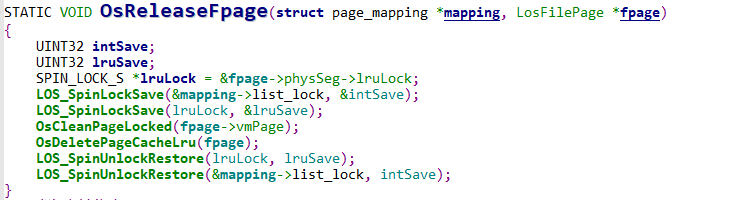 STATIC VOID OsReleaseFpage(struct page_mapping *mapping, LosFilePage *fpage)
{
    UINT32 intSave;
    UINT32 lruSave;
    SPIN_LOCK_S *lruLock = &fpage->physSeg->lruLock;
    LOS_SpinLockSave(&mapping->list_lock, &intSave);
    LOS_SpinLockSave(lruLock, &lruSave);
    OsCleanPageLocked(fpage->vmPage);
    OsDeletePageCacheLru(fpage);
    LOS_SpinUnlockRestore(lruLock, lruSave);
    LOS_SpinUnlockRestore(&mapping->list_lock, intSave);
}